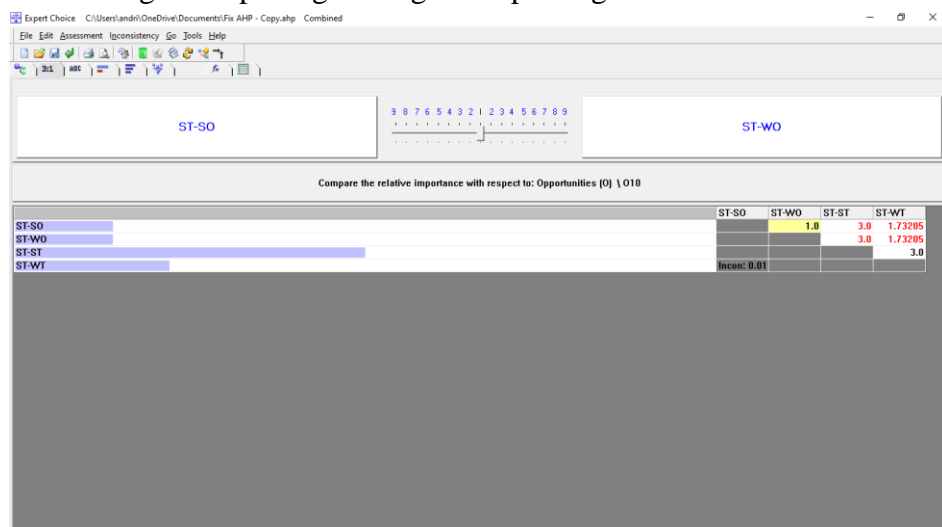 Expert Choice C:\Users\andri\OneDrive\Documents\Fix AHP - Copy.ahp Combined
File Edit Assessment Inconsistency Go Tools Help
3:1 ABC
9 8 7 6 5 4 3 2 1 2 3 4 5 6 7 8 9
ST-SO ST-WO
Compare the relative importance with respect to: Opportunities (O) \ O10
ST-SO ST-WO ST-ST ST-WT
ST-SO 1.0 3.0 1.73205
ST-WO 3.0 1.73205
ST-ST 3.0
ST-WT Incon: 0.01